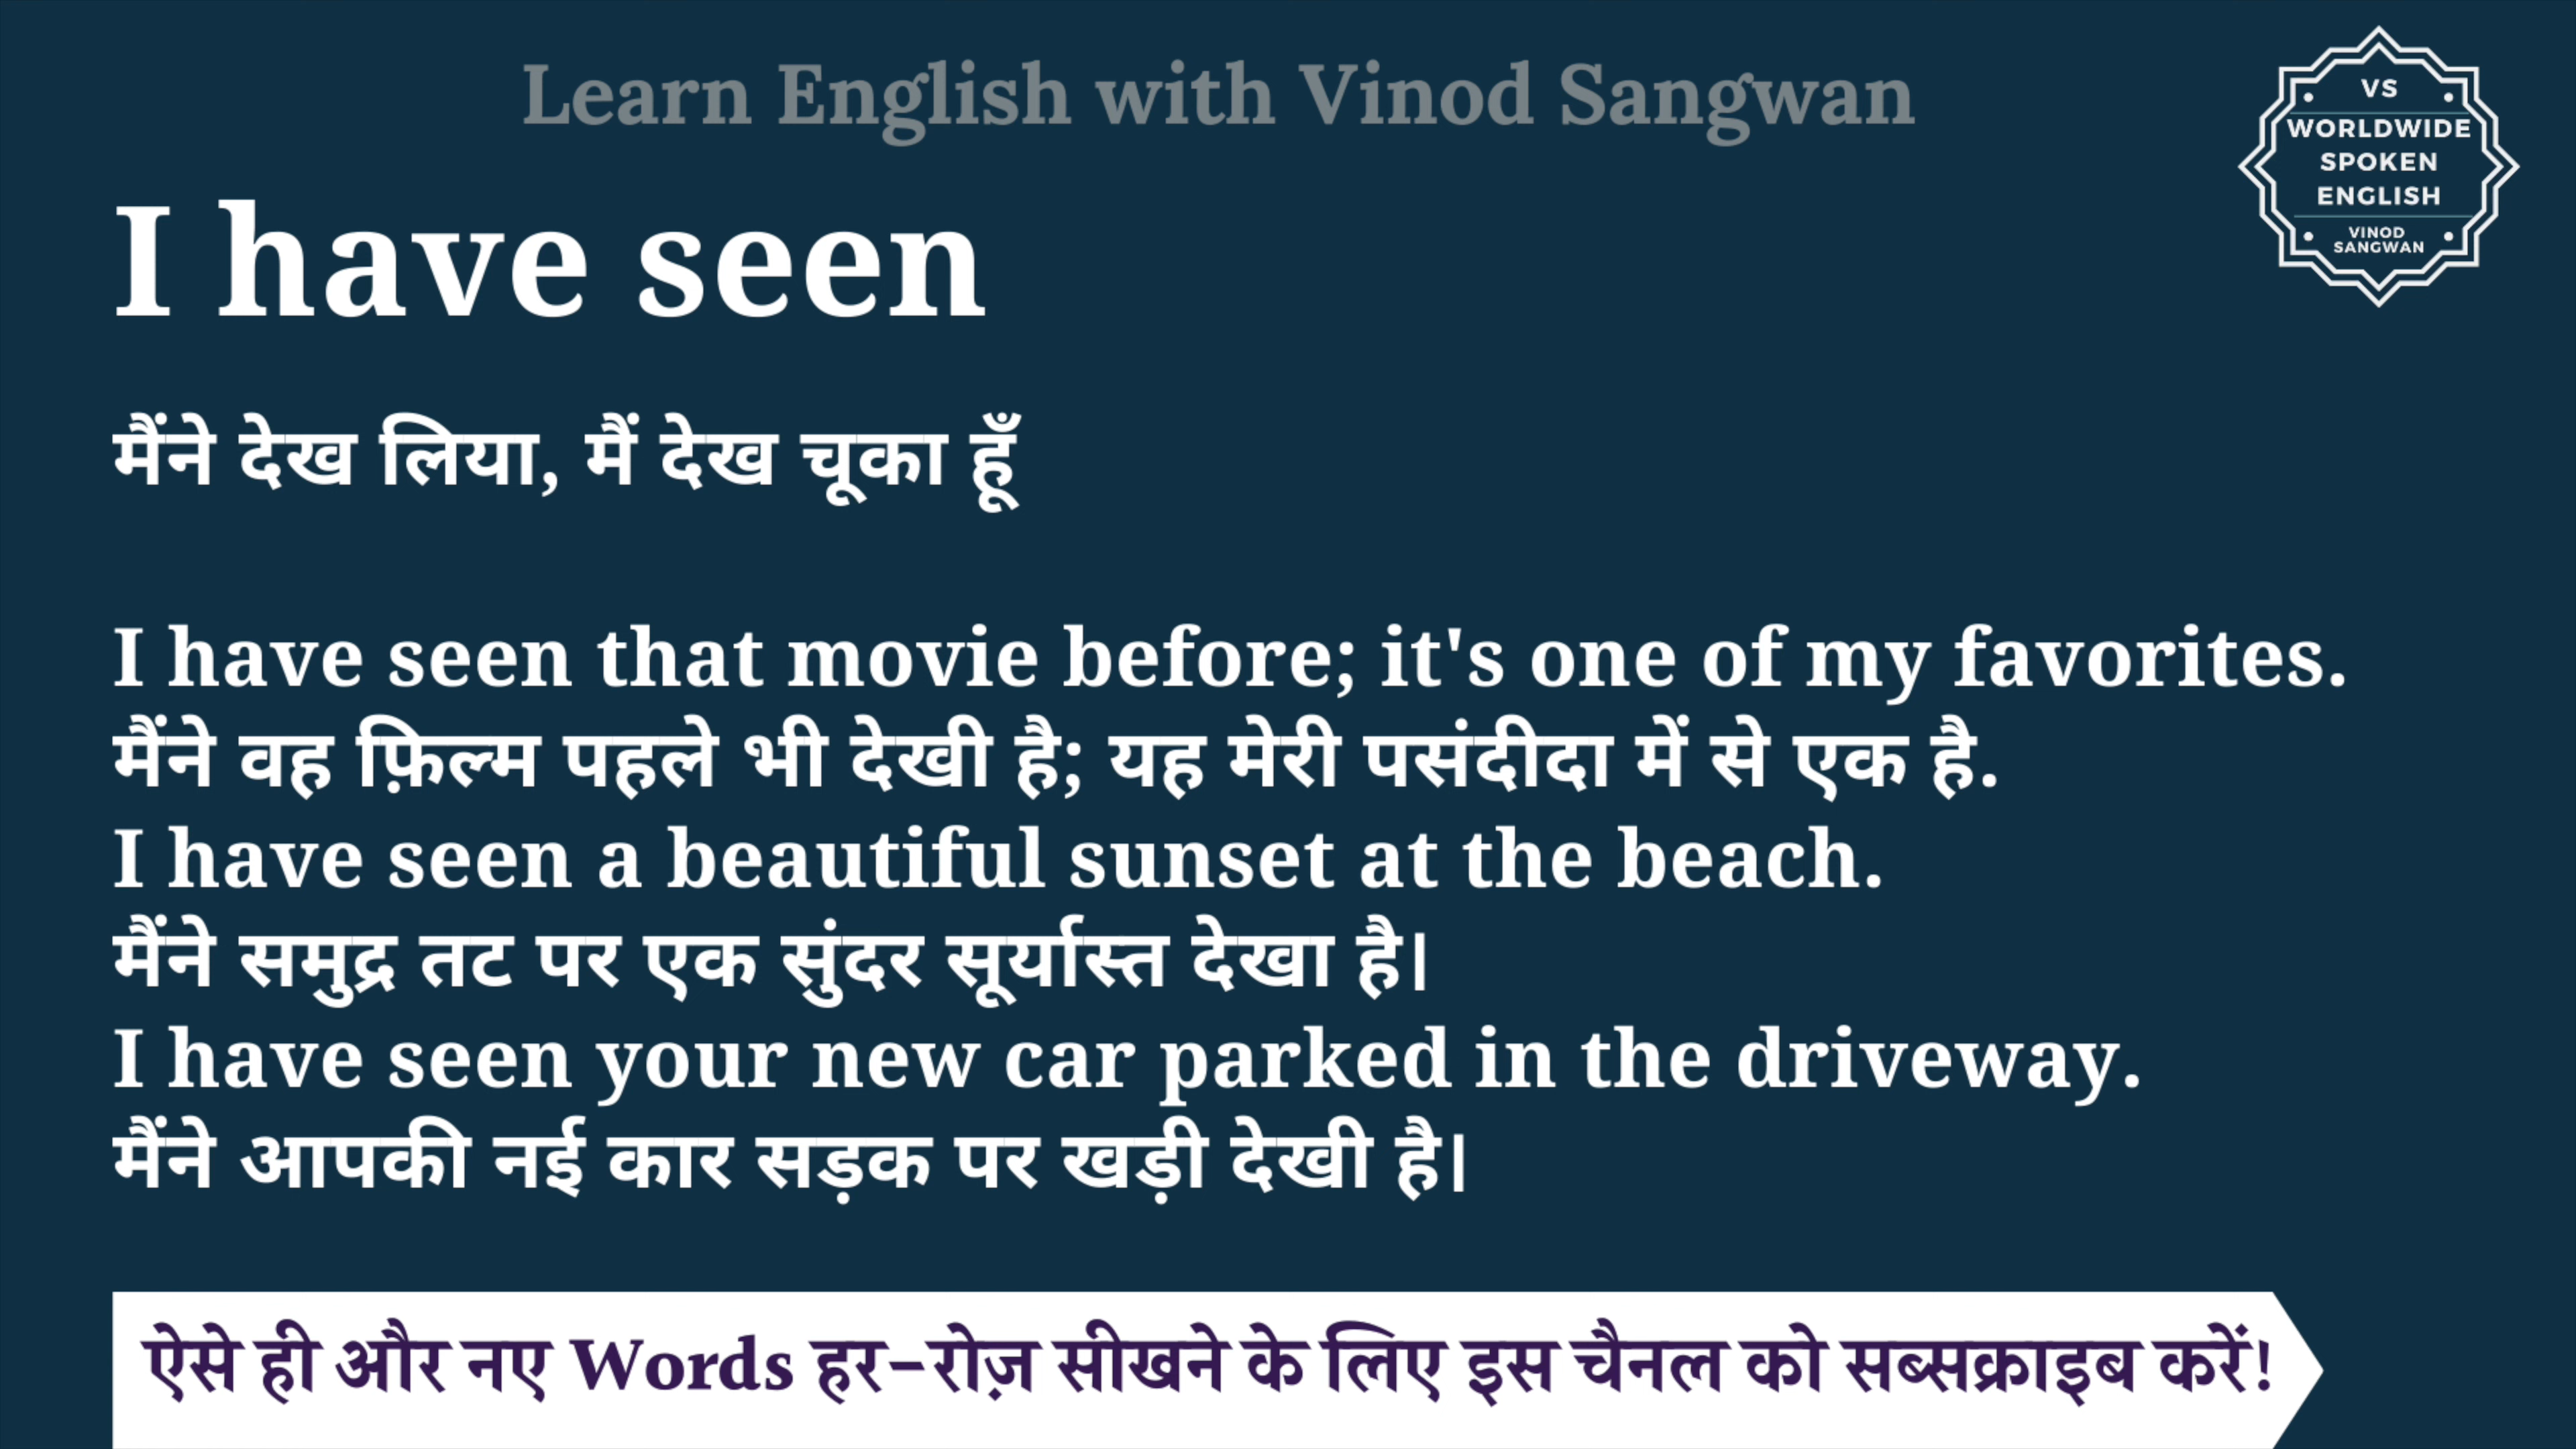 Learn English with Vinod Sangwan
VS
WORLDWIDE
SPOKEN
ENGLISH
VINOD
SANGWAN
I have seen
मैंने देख लिया, मैं देख चूका हूँ
I have seen that movie before; it's one of my favorites.
मैंने वह फ़िल्म पहले भी देखी है; यह मेरी पसंदीदा में से एक है.
I have seen a beautiful sunset at the beach.
मैंने समुद्र तट पर एक सुंदर सूर्यास्त देखा है।
I have seen your new car parked in the driveway.
मैंने आपकी नई कार सड़क पर खड़ी देखी है।
ऐसे ही और नए Words हर-रोज़ सीखने के लिए इस चैनल को सब्सक्राइब करें!